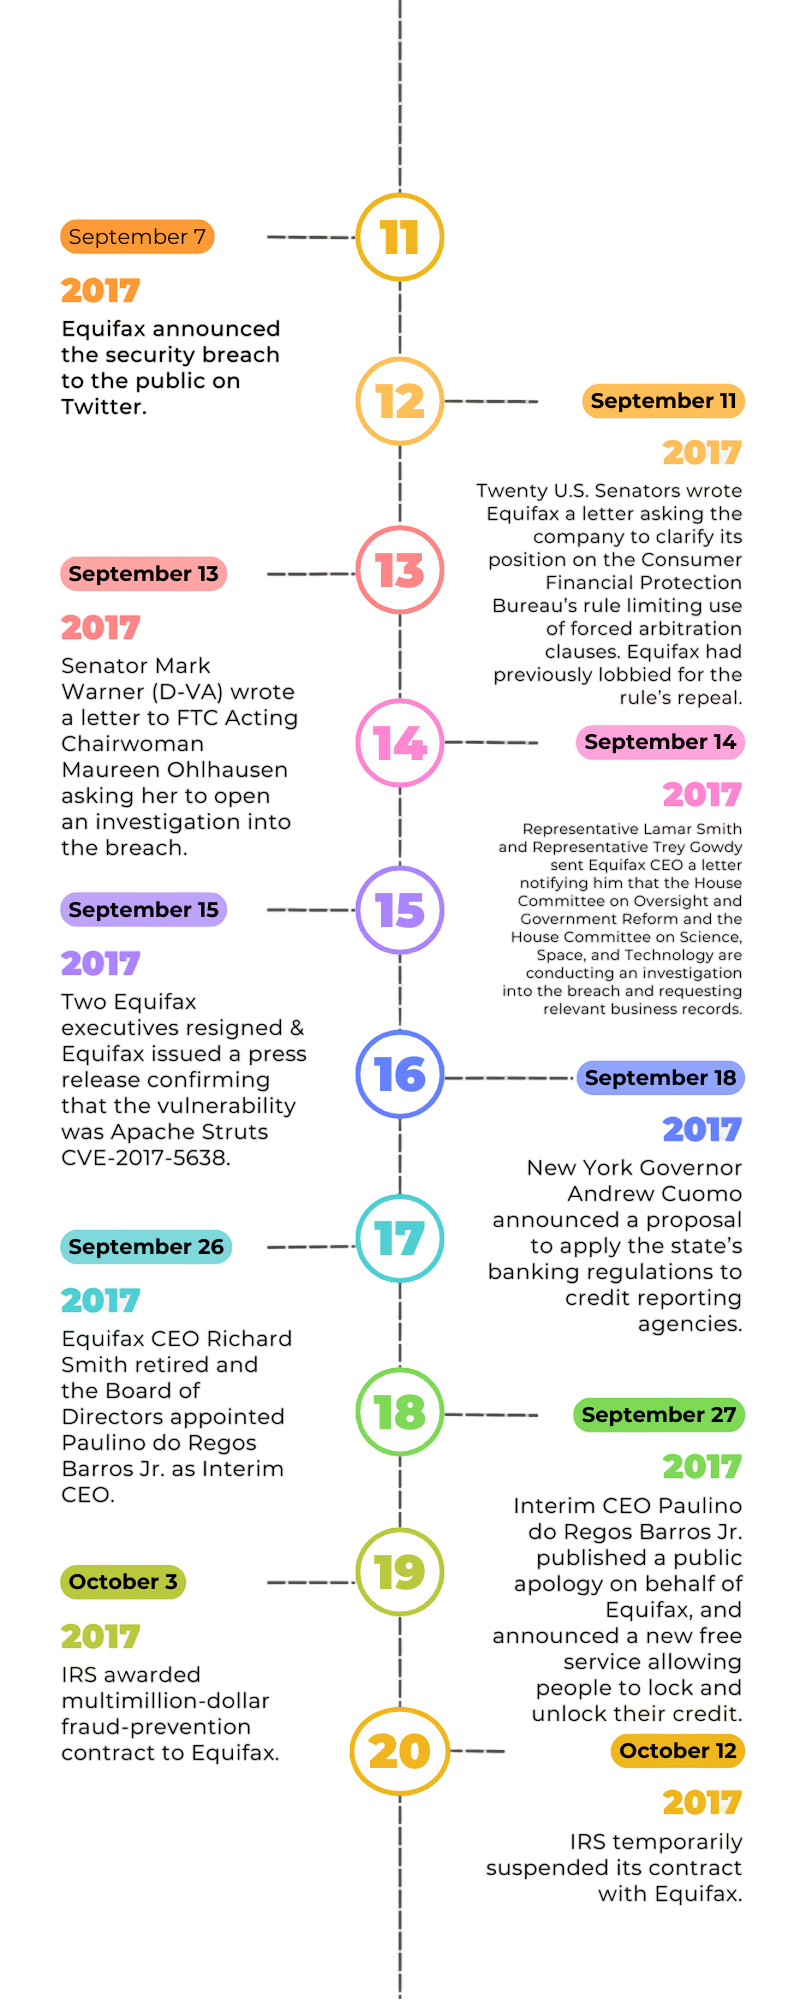 11
September 7
2017
Equifax announced
the security breach
to the public on
Twitter.
12
September 11
2017
Twenty U.S. Senators wrote
Equifax a letter asking the
company to clarify its
position on the Consumer
Financial Protection
Bureau's rule limiting use
of forced arbitration
clauses. Equifax had
previously lobbied for the
rule's repeal.
13
September 13
2017
Senator Mark
Warner (D-VA) wrote
a letter to FTC Acting
Chairwoman
Maureen Ohlhausen
asking her to open
an investigation into
the breach.
14
September 14
2017
Representative Lamar Smith
and Representative Trey Gowdy
sent Equifax CEO a letter
notifying him that the House
Committee on Oversight and
Government Reform and the
House Committee on Science,
Space, and Technology are
conducting an investigation
into the breach and requesting
relevant business records.
15
September 15
2017
Two Equifax
executives resigned &
Equifax issued a press
release confirming
that the vulnerability
was Apache Struts
CVE-2017-5638.
16
September 18
2017
New York Governor
Andrew Cuomo
announced a proposal
to apply the state's
banking regulations to
credit reporting
agencies.
17
September 26
2017
Equifax CEO Richard
Smith retired and
the Board of
Directors appointed
Paulino do Regos
Barros Jr. as Interim
CEO.
18
September 27
2017
Interim CEO Paulino
do Regos Barros Jr.
published a public
apology on behalf of
Equifax, and
announced a new free
service allowing
people to lock and
unlock their credit.
19
October 3
2017
IRS awarded
multimillion-dollar
fraud-prevention
contract to Equifax.
20
October 12
2017
IRS temporarily
suspended its contract
with Equifax.